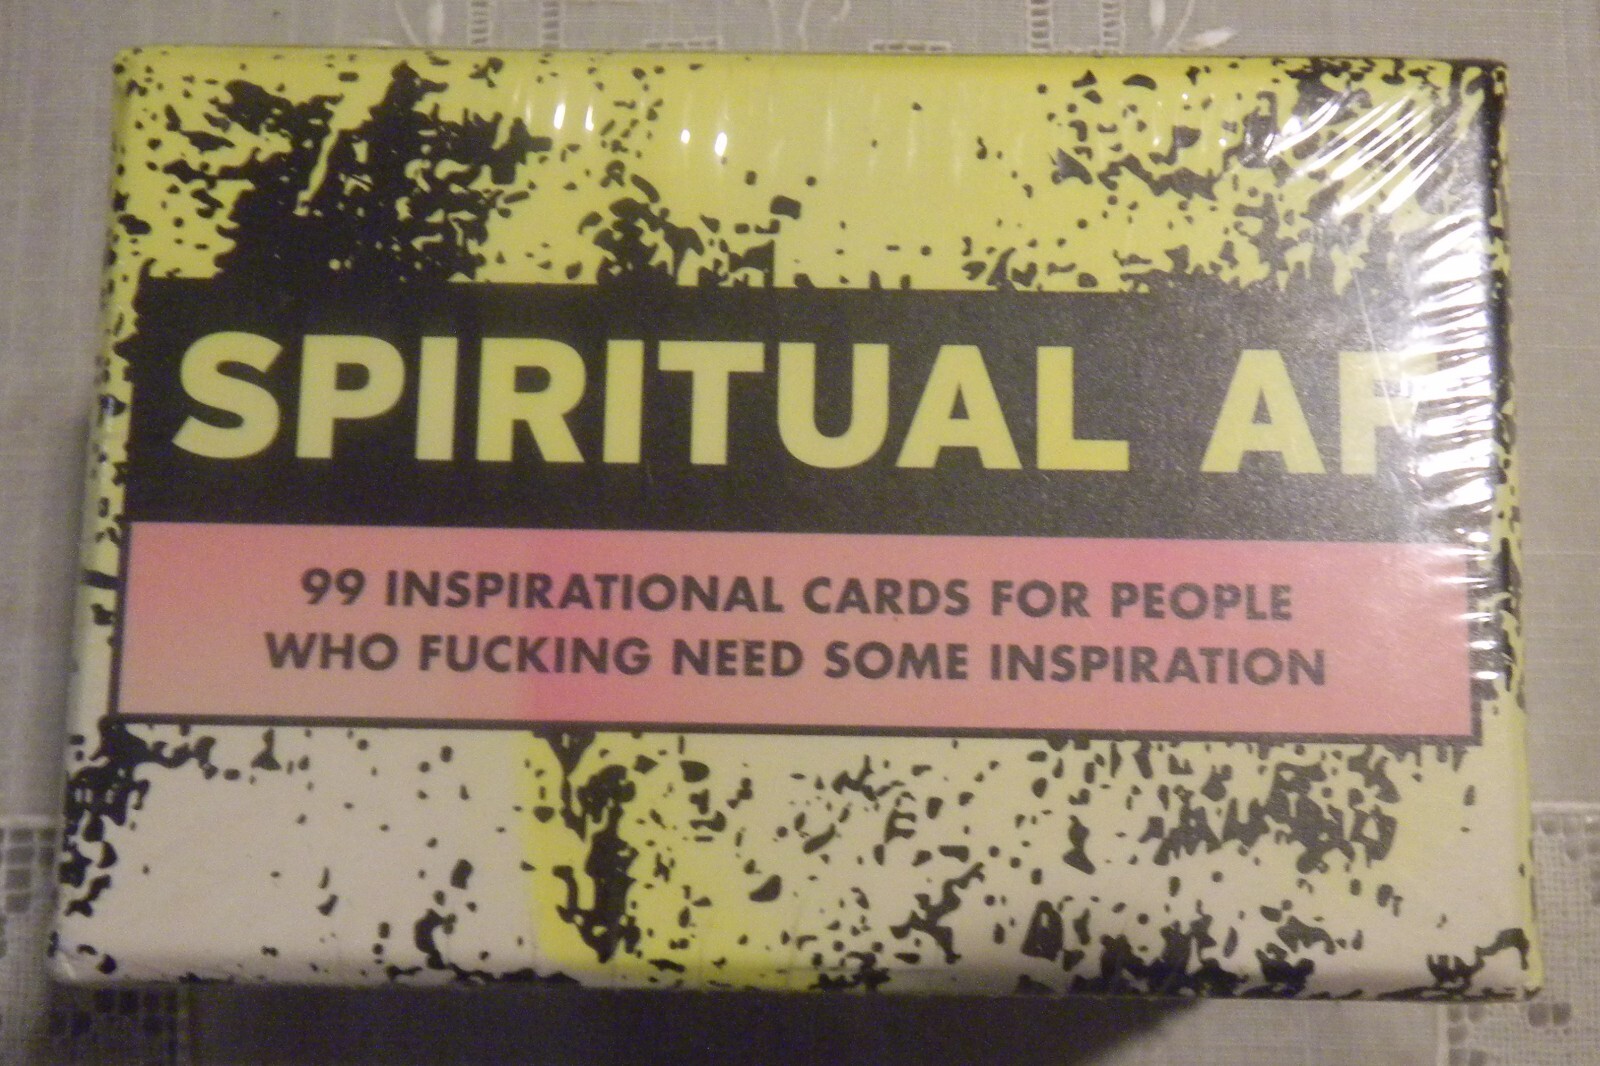 SPIRITUAL AF
99 INSPIRATIONAL CARDS FOR PEOPLE
WHO FUCKING NEED SOME INSPIRATION